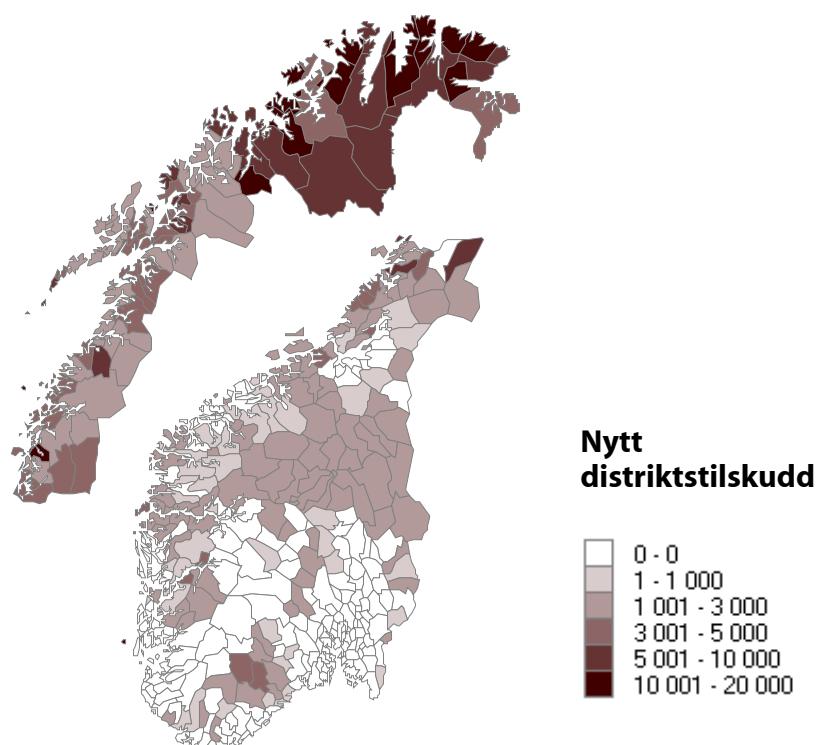 Nytt
distriktstilskudd
0 - 0
1 - 1 000
1 001 - 3 000
3 001 - 5 000
5 001 - 10 000
10 001 - 20 000